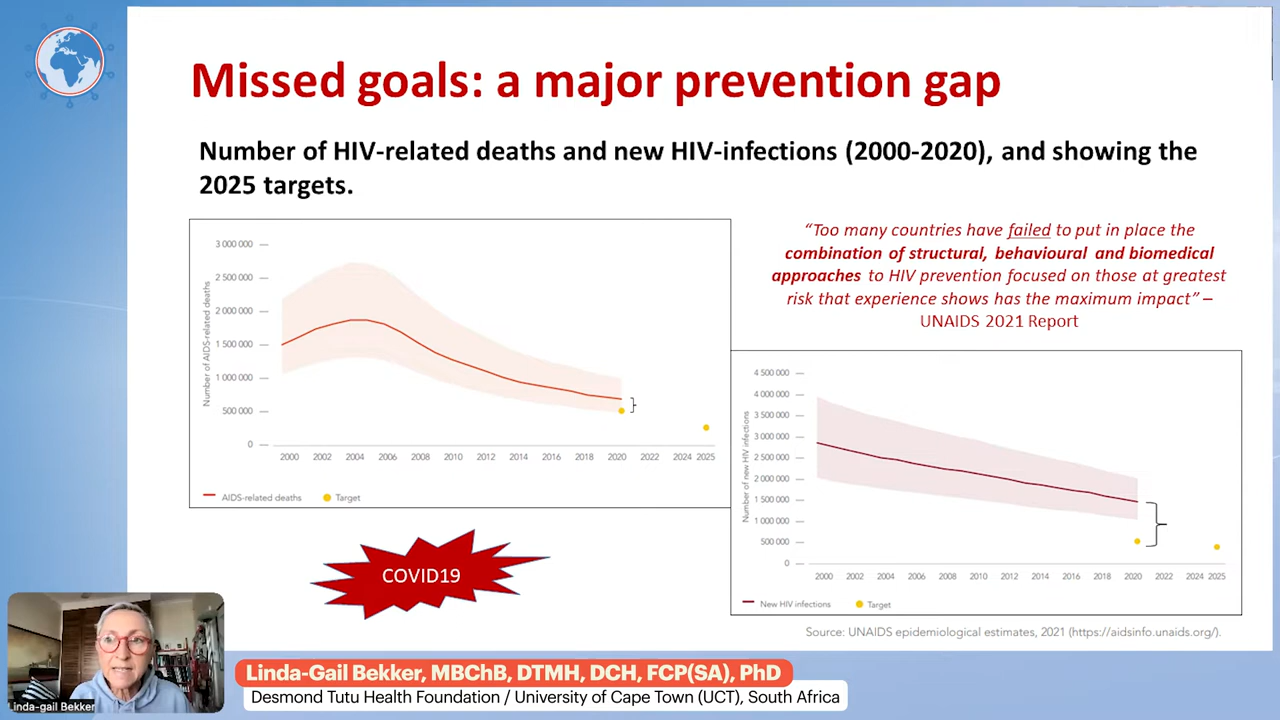 Missed goals: a major prevention gap
Number of HIV-related deaths and new HIV-infections (2000-2020), and showing the
2025 targets.
“Too many countries have failed to put in place the
combination of structural, behavioural and biomedical
approaches to HIV prevention focused on those at greatest
risk that experience shows has the maximum impact” –
UNAIDS 2021 Report
Number of AIDS-related deaths
3 000 000
2 500 000
2 000 000
1 500 000
1 000 000
500 000
0
2000 2002 2004 2006 2008 2010 2012 2014 2016 2018 2020 2022 2024 2025
AIDS-related deaths Target
Number of new HIV infections
4 500 000
4 000 000
3 500 000
3 000 000
2 500 000
2 000 000
1 500 000
1 000 000
500 000
0
2000 2002 2004 2006 2008 2010 2012 2014 2016 2018 2020 2022 2024 2025
New HIV infections Target
COVID19
Source: UNAIDS epidemiological estimates, 2021 (https://aidsinfo.unaids.org/).
Linda-Gail Bekker, MBChB, DTMH, DCH, FCP(SA), PhD
Desmond Tutu Health Foundation / University of Cape Town (UCT), South Africa
linda-gail Bekker